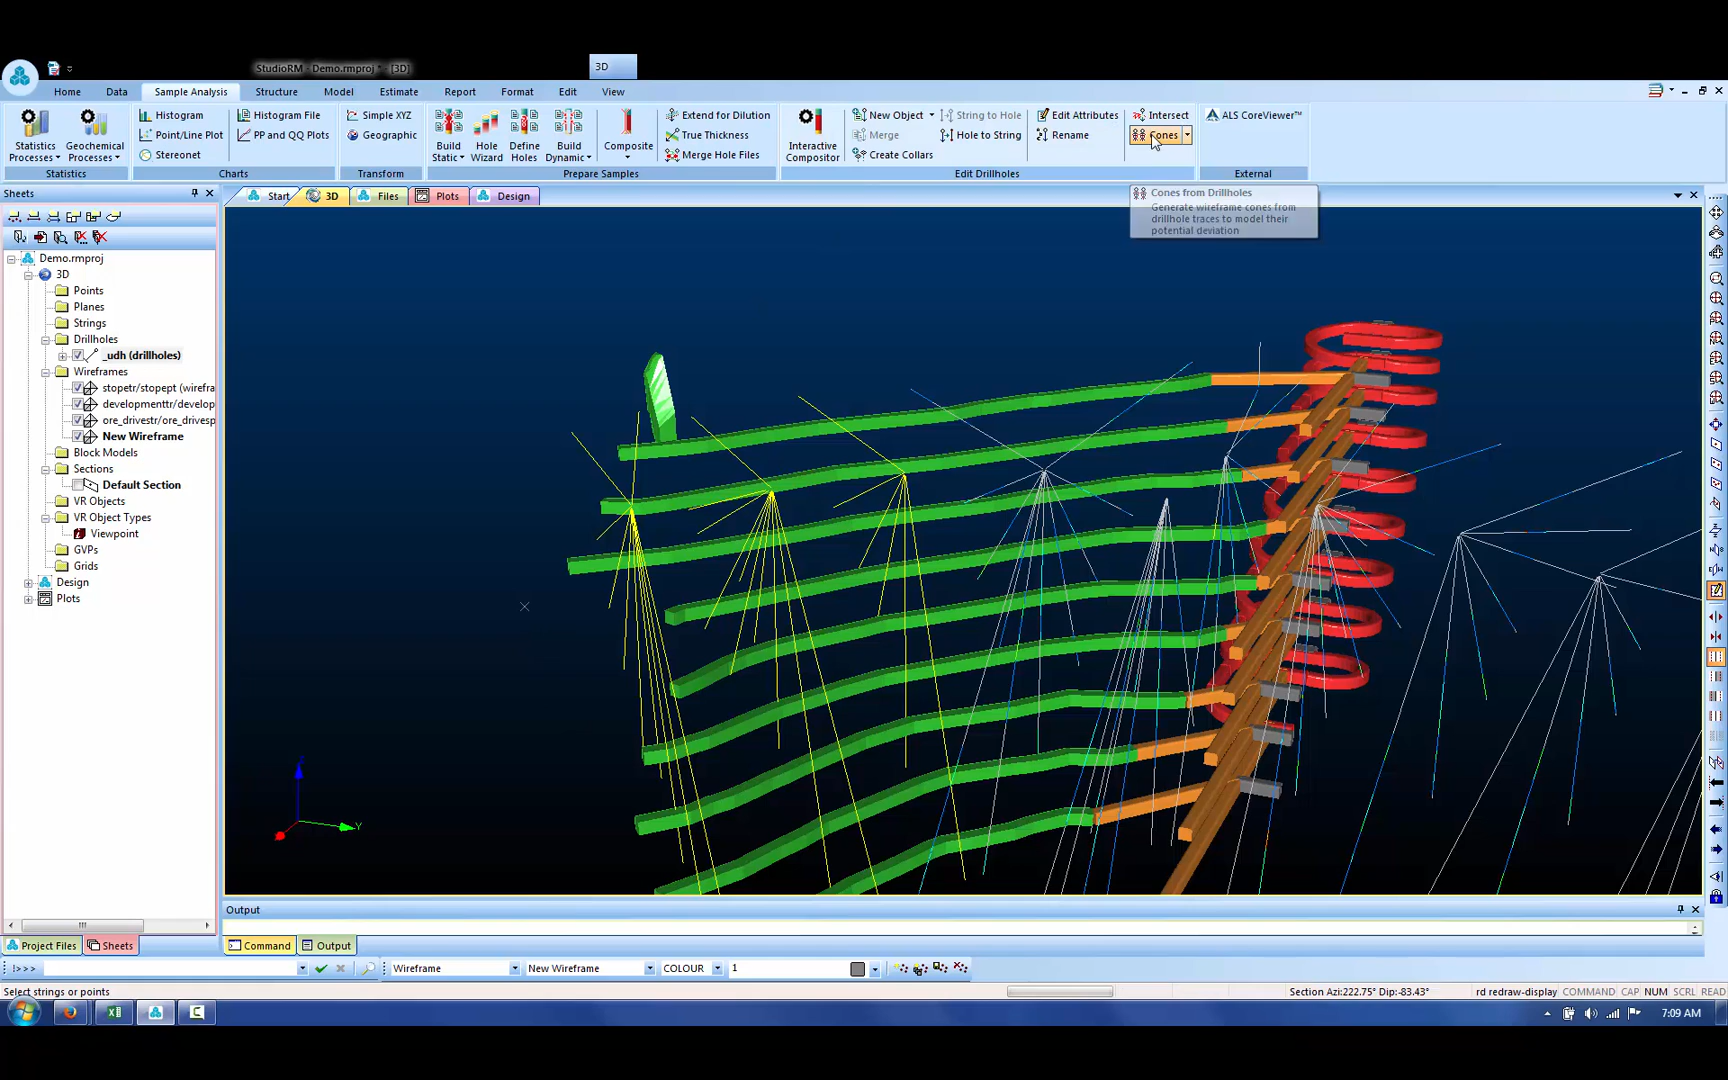 StudioRM - Demo.rmproj * - [3D]
3D
Home
Data
Sample Analysis
Structure
Model
Estimate
Report
Format
Edit
View
Statistics Processes
Geochemical Processes
Statistics
Histogram
Point/Line Plot
Stereonet
Histogram File
PP and QQ Plots
Charts
Simple XYZ
Geographic
Transform
Build Static
Hole Wizard
Define Holes
Build Dynamic
Composite
Extend for Dilution
True Thickness
Merge Hole Files
Prepare Samples
Interactive Compositor
New Object
Merge
Create Collars
String to Hole
Hole to String
Edit Attributes
Rename
Edit Drillholes
Intersect
Cones
ALS CoreViewer™
External
Cones from Drillholes
Generate wireframe cones from
drillhole traces to model their
potential deviation
Sheets
Start
3D
Files
Plots
Design
Demo.rmproj
3D
Points
Planes
Strings
Drillholes
_udh (drillholes)
Wireframes
stopetr/stopept (wirefra
developmenttr/develop
ore_drivestr/ore_drivesp
New Wireframe
Block Models
Sections
Default Section
VR Objects
VR Object Types
Viewpoint
GVPs
Grids
Design
Plots
Z
Y
Output
Project Files
Sheets
Command
Output
!>>>
Wireframe
New Wireframe
COLOUR
1
Select strings or points
Section Azi:222.75° Dip:-83.43°
rd redraw-display
COMMAND
CAP
NUM
SCRL
READ
7:09 AM